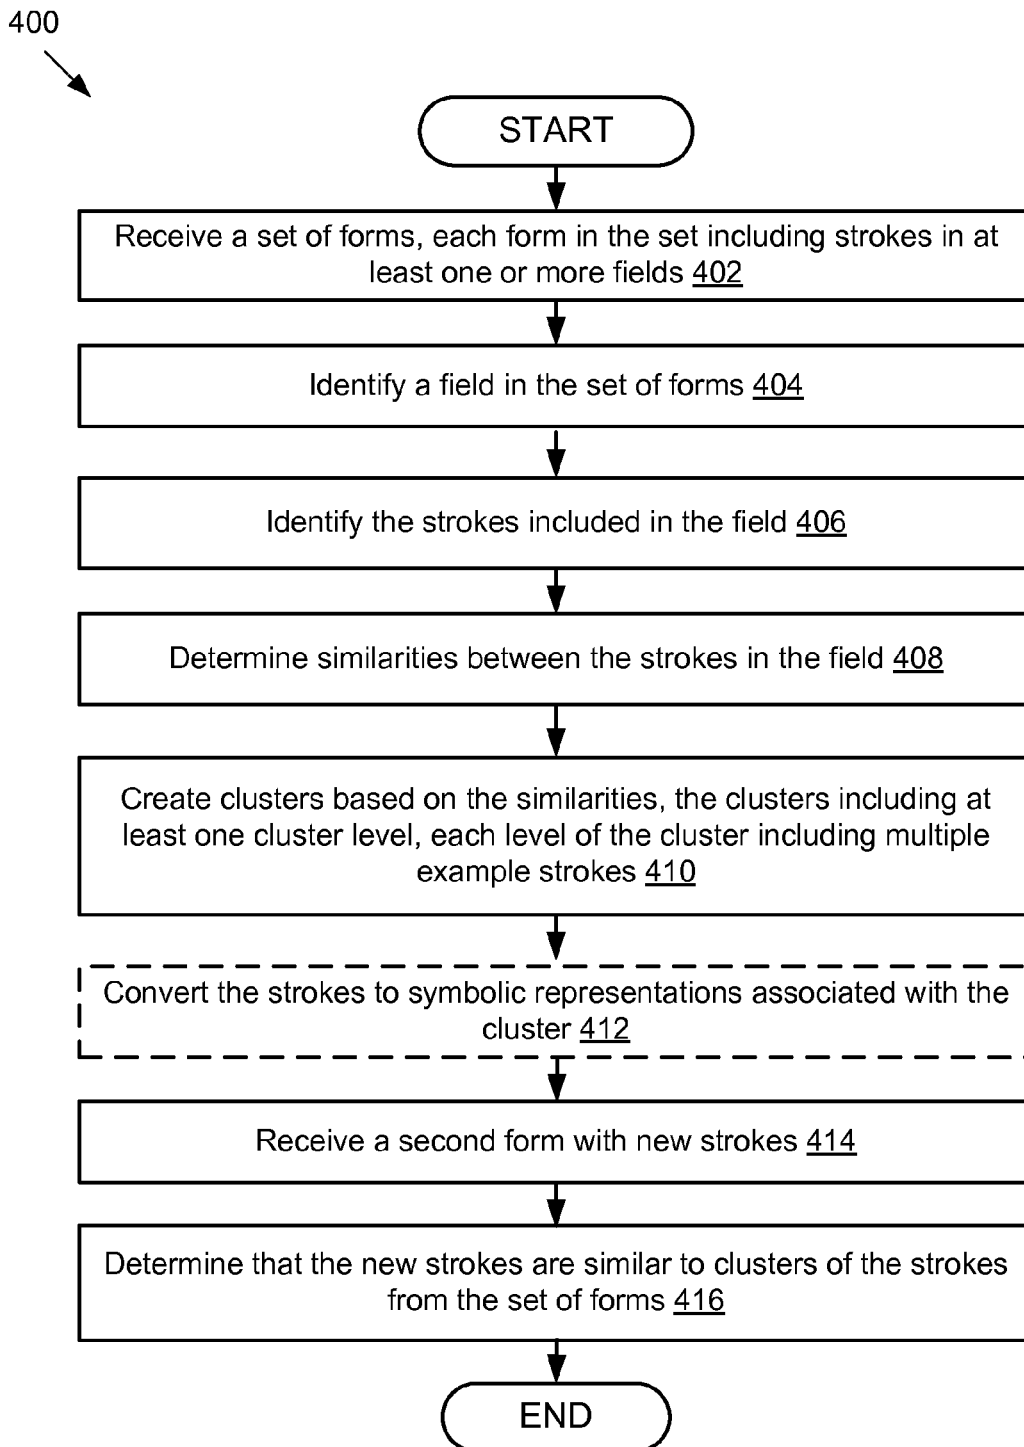 400
START
Receive a set of forms, each form in the set including strokes in at
least one or more fields 402
Identify a field in the set of forms 404
Identify the strokes included in the field 406
Determine similarities between the strokes in the field 408
Create clusters based on the similarities, the clusters including at
least one cluster level, each level of the cluster including multiple
example strokes 410
Convert the strokes to symbolic representations associated with the
cluster 412
Receive a second form with new strokes 414
Determine that the new strokes are similar to clusters of the strokes
from the set of forms 416
END